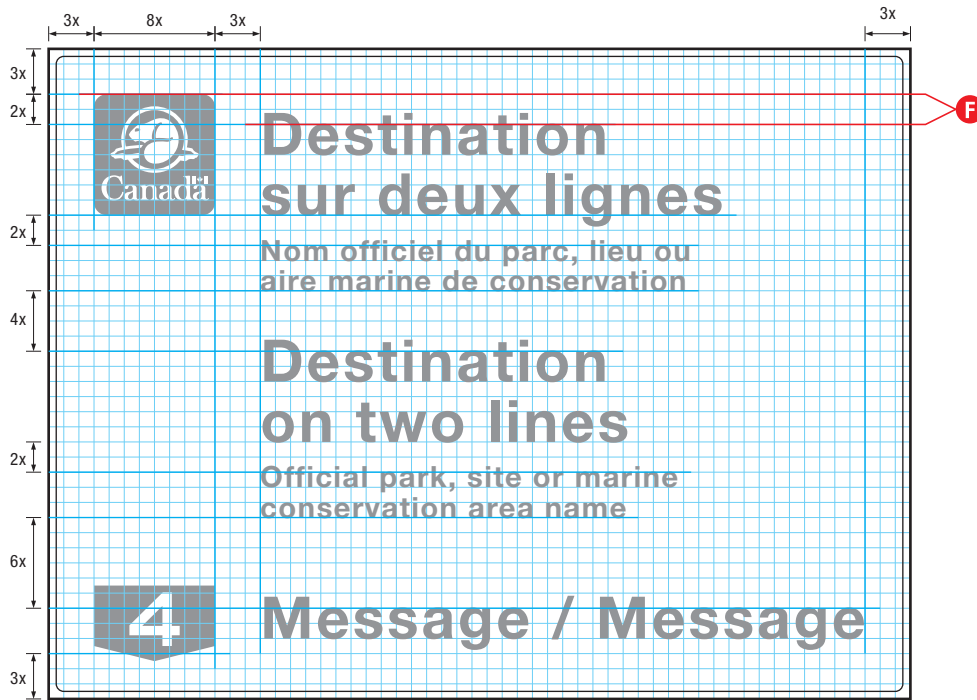 3x 8x 3x 3x
3x
2x
F
Destination
Canada
sur deux lignes
2x
Nom officiel du parc, lieu ou
aire marine de conservation
4x
Destination
on two lines
2x
Official park, site or marine
conservation area name
6x
4 Message / Message
3x